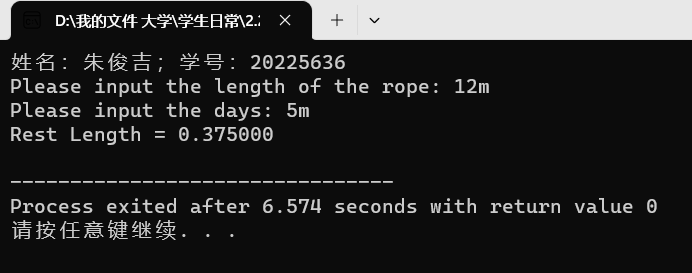 D:\我的文件 大学\学生日常\2.2
姓名：朱俊吉；学号：20225636
Please input the length of the rope: 12m
Please input the days: 5m
Rest Length = 0.375000
--------------------------------
Process exited after 6.574 seconds with return value 0
请按任意键继续. . .